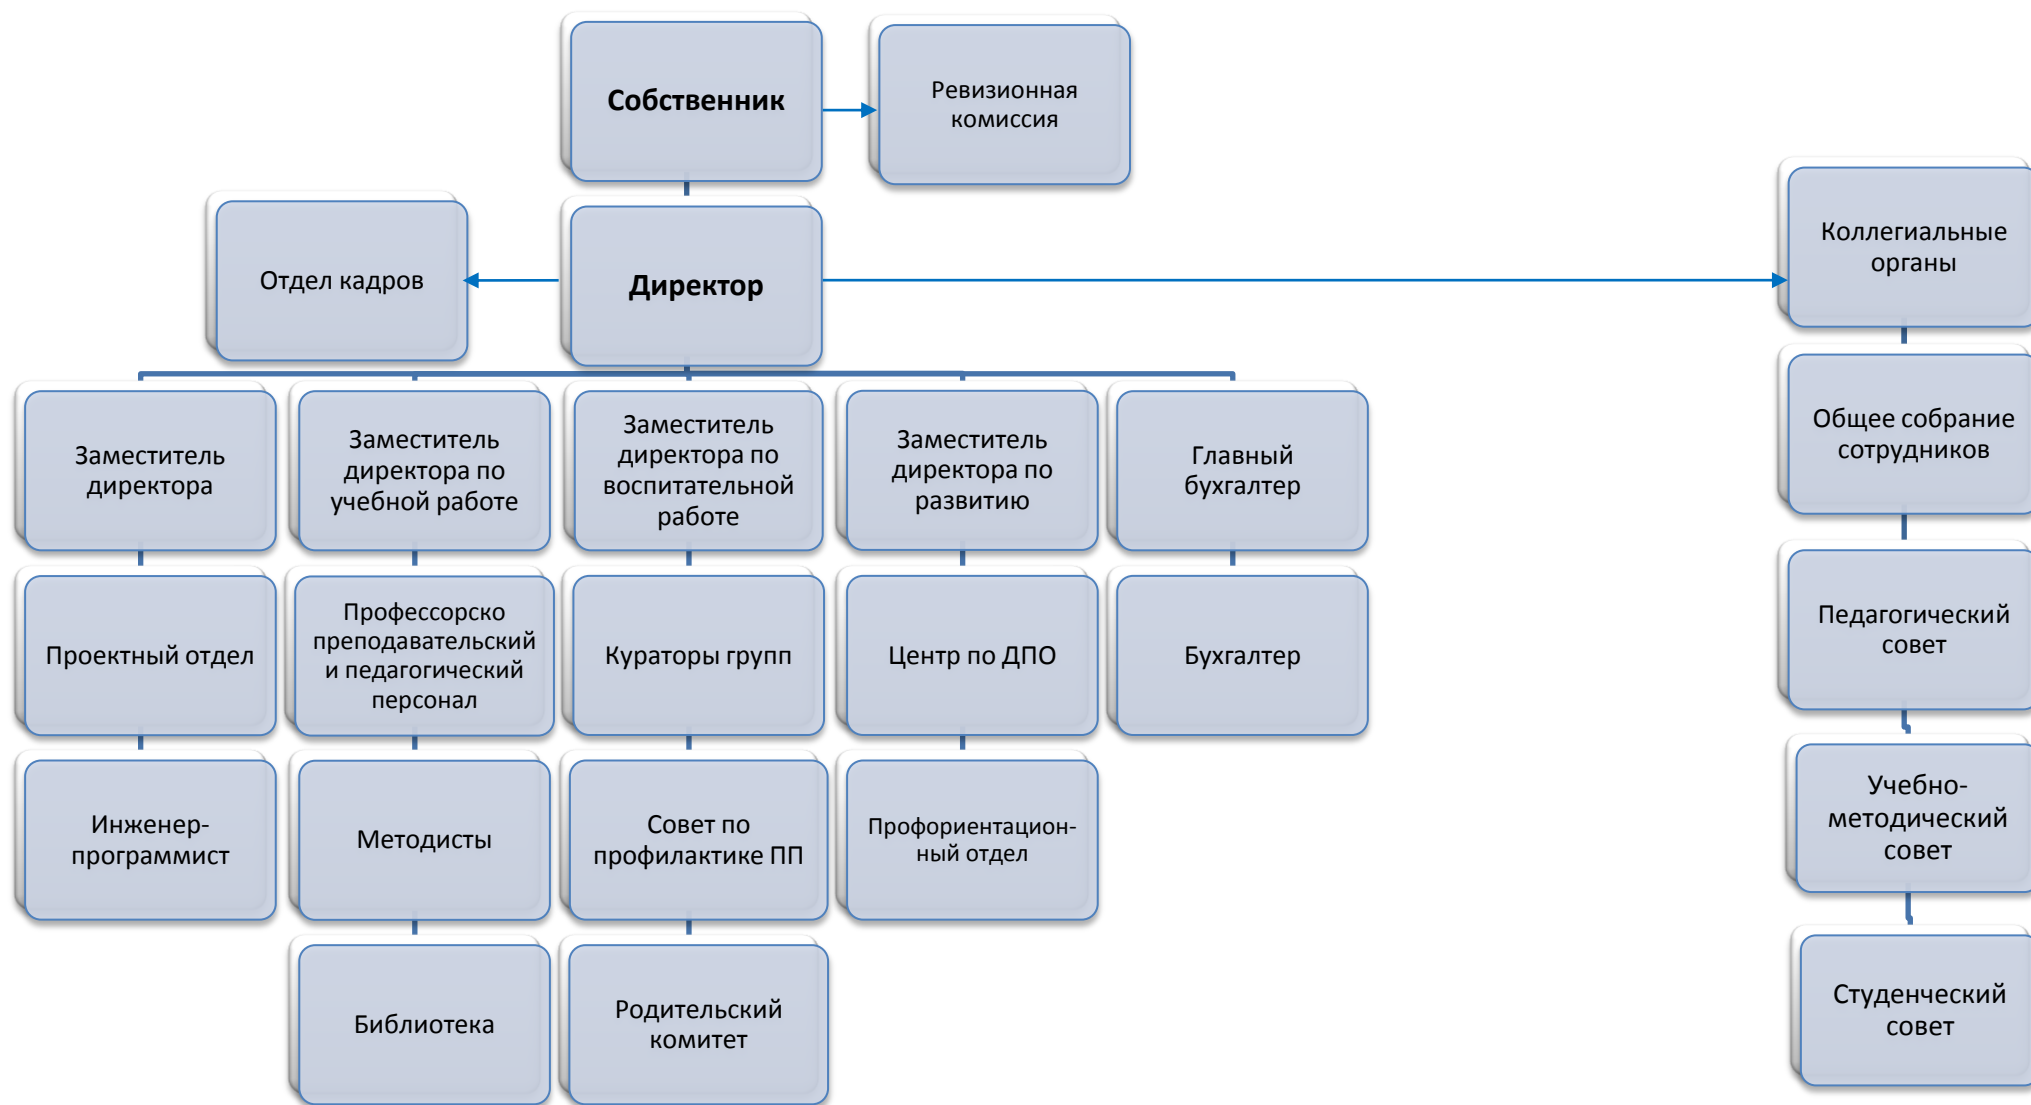 Собственник
Ревизионная
комиссия
Отдел кадров
Директор
Коллегиальные
органы
Заместитель
директора
Заместитель
директора по
учебной работе
Заместитель
директора по
воспитательной
работе
Заместитель
директора по
развитию
Главный
бухгалтер
Общее собрание
сотрудников
Проектный отдел
Профессорско
преподавательский
и педагогический
персонал
Кураторы групп
Центр по ДПО
Бухгалтер
Педагогический
совет
Инженер-
программист
Методисты
Совет по
профилактике ПП
Профориентацион-
ный отдел
Учебно-
методический
совет
Библиотека
Родительский
комитет
Студенческий
совет